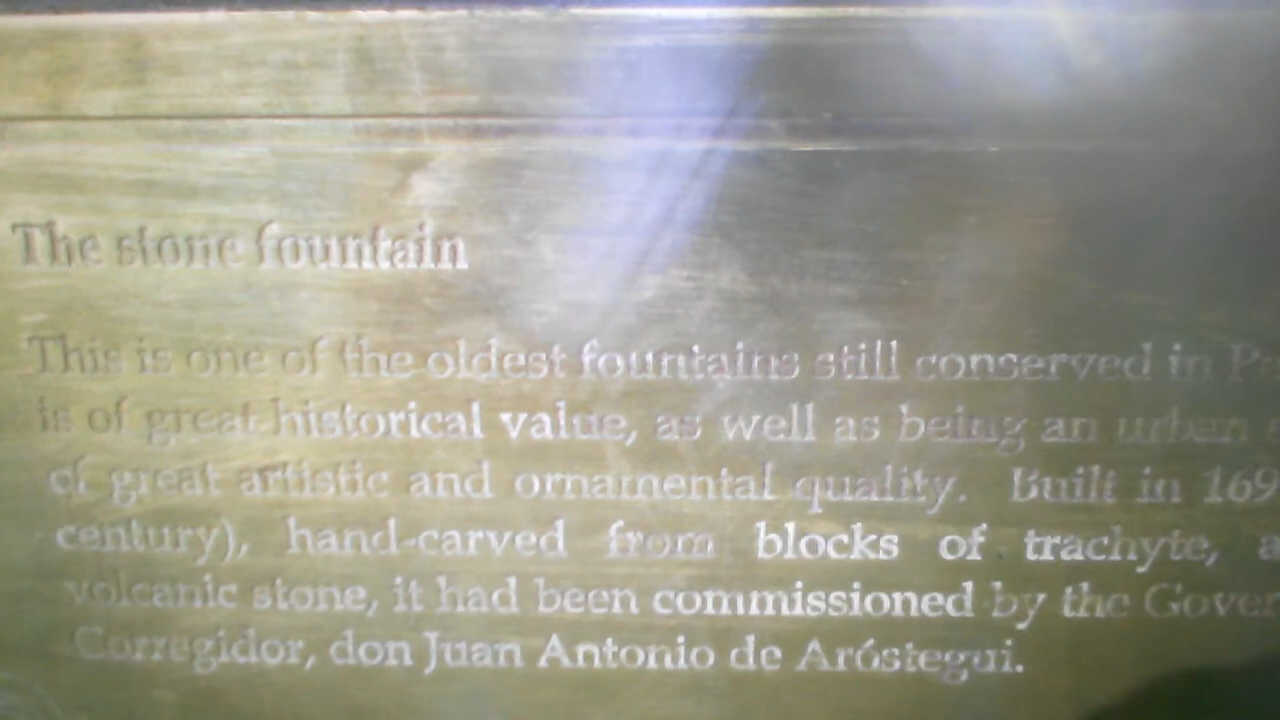 The stone fountain
This is one of the oldest fountains still conserved in
is of great historical value, as well as being an urban
of great artistic and ornamental quality. Built in 169
century), hand-carved from blocks of trachyte,
volcanic stone, it had been commissioned by the
Corregidor, don Juan Antonio de Aróstegui.